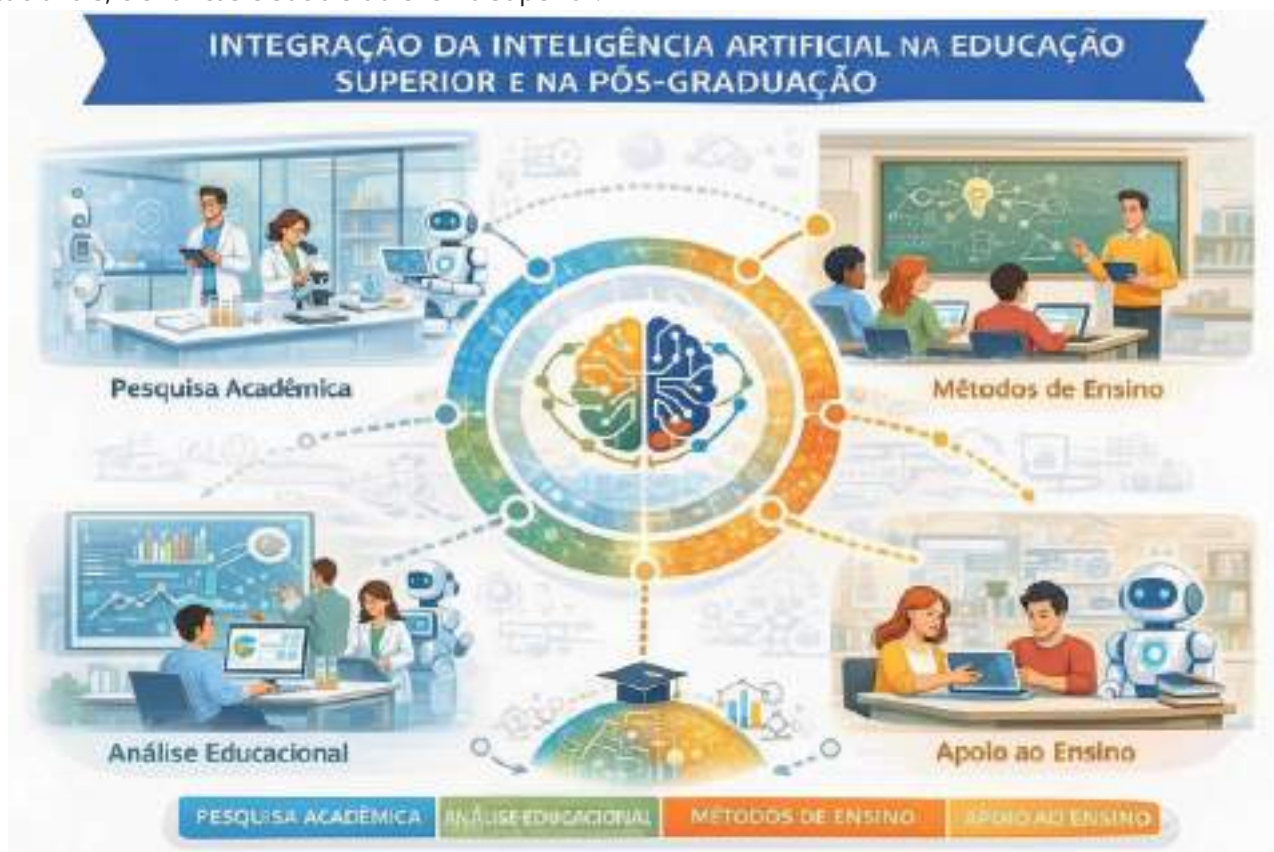 INTEGRAÇÃO DA INTELIGÊNCIA ARTIFICIAL NA EDUCAÇÃO
SUPERIOR E NA PÓS-GRADUAÇÃO
Pesquisa Acadêmica
Métodos de Ensino
Análise Educacional
Apoio ao Ensino
PESQUISA ACADÊMICA
ANÁLISE EDUCACIONAL
MÉTODOS DE ENSINO
APOIO AO ENSINO